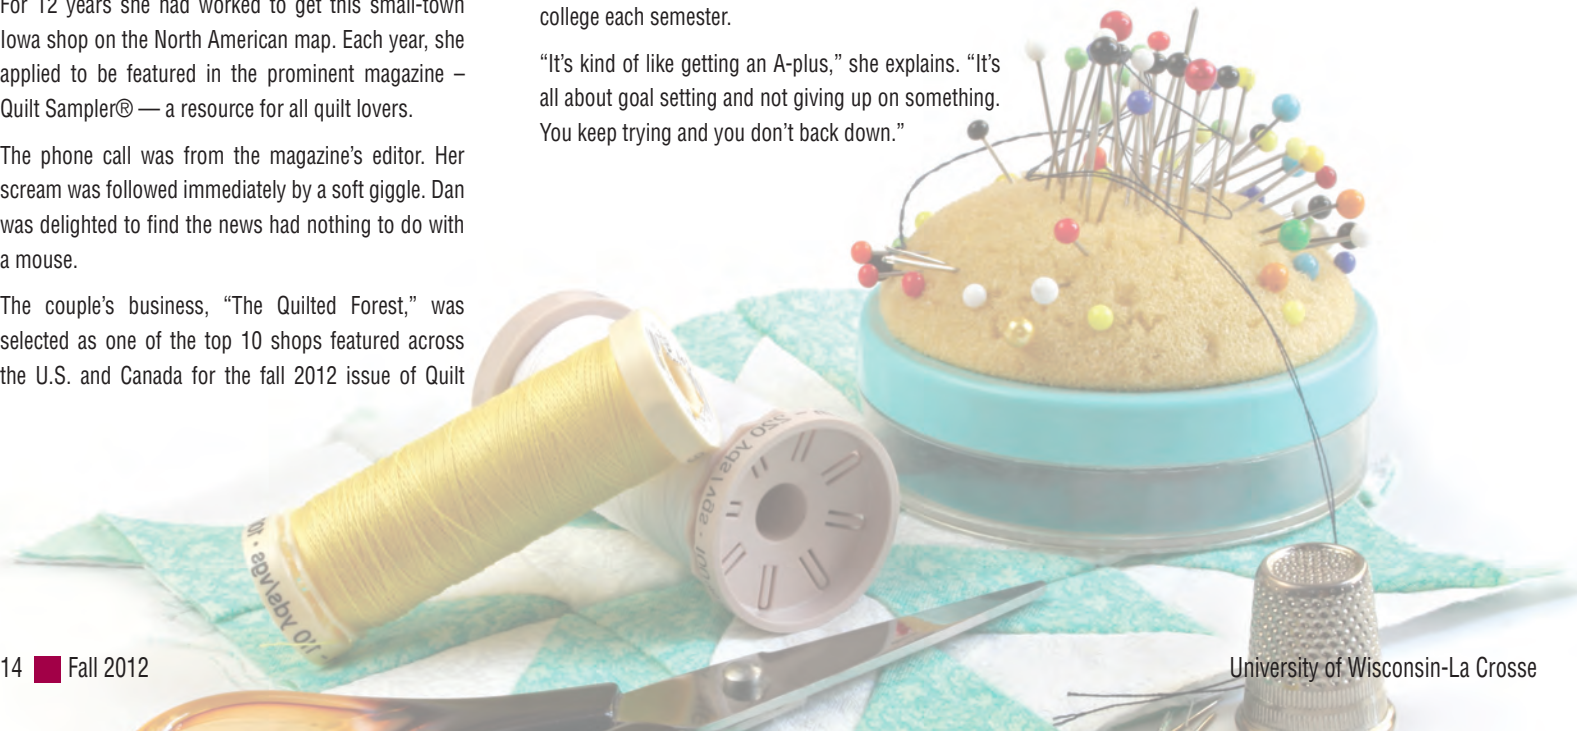 For 12 years she had worked to get this small-town
Iowa shop on the North American map. Each year, she
applied to be featured in the prominent magazine –
Quilt Sampler® — a resource for all quilt lovers.
The phone call was from the magazine’s editor. Her
scream was followed immediately by a soft giggle. Dan
was delighted to find the news had nothing to do with
a mouse.
The couple’s business, “The Quilted Forest,” was
selected as one of the top 10 shops featured across
the U.S. and Canada for the fall 2012 issue of Quilt
college each semester.
“It’s kind of like getting an A-plus,” she explains. “It’s
all about goal setting and not giving up on something.
You keep trying and you don’t back down.”
14 Fall 2012
University of Wisconsin-La Crosse